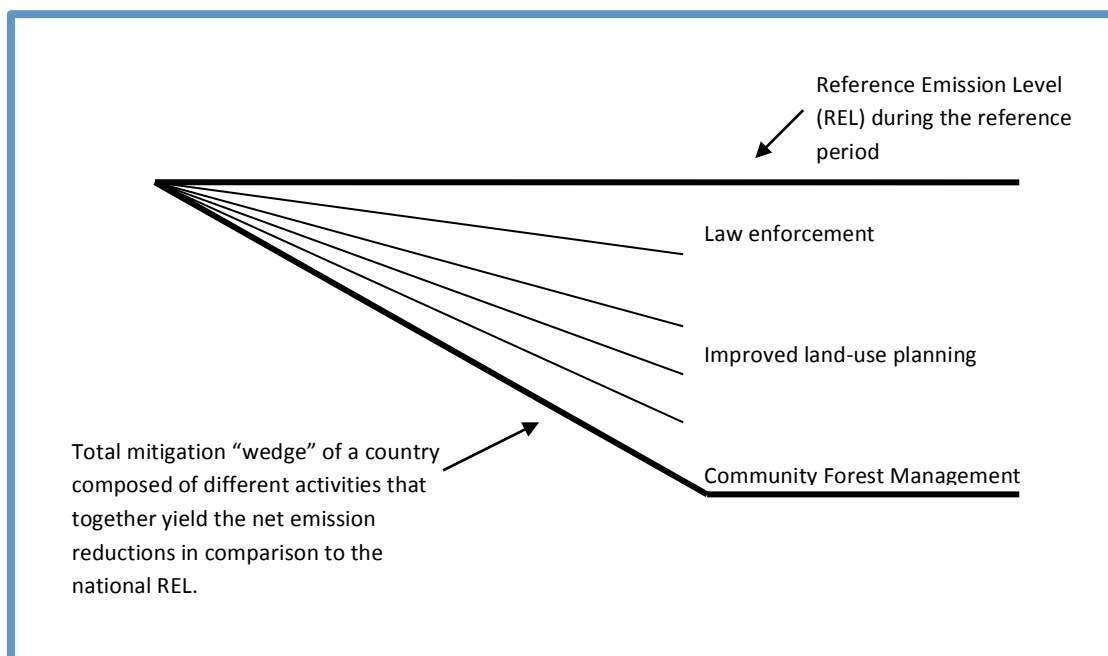 Reference Emission Level
(REL) during the reference
period
Law enforcement
Improved land-use planning
Community Forest Management
Total mitigation “wedge” of a country
composed of different activities that
together yield the net emission
reductions in comparison to the
national REL.